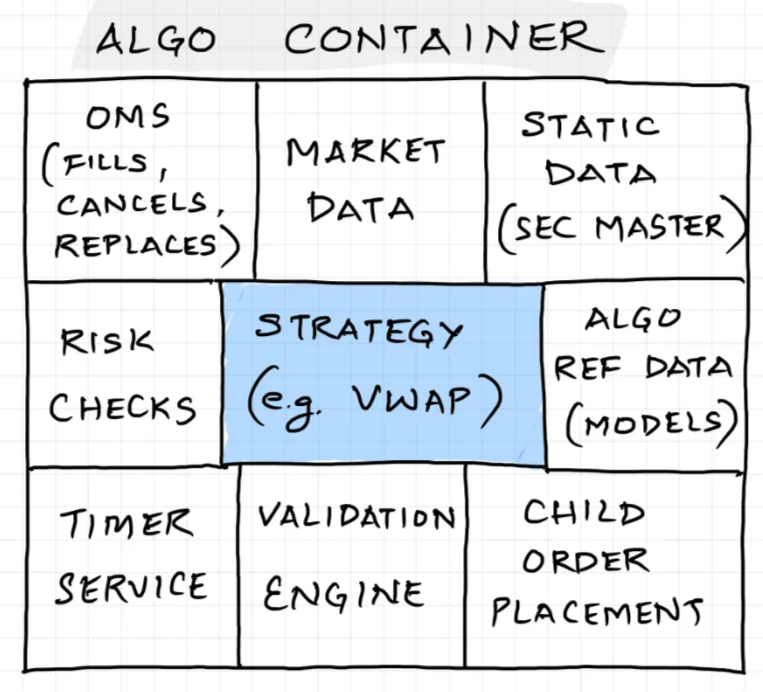 ALGO CONTAINER
OMS
(FILLS,
CANCELS,
REPLACES)
MARKET
DATA
STATIC
DATA
(SEC MASTER)
RISK
CHECKS
STRATEGY
(e.g. VWAP)
ALGO
REF DATA
(MODELS)
TIMER
SERVICE
VALIDATION
ENGINE
CHILD
ORDER
PLACEMENT